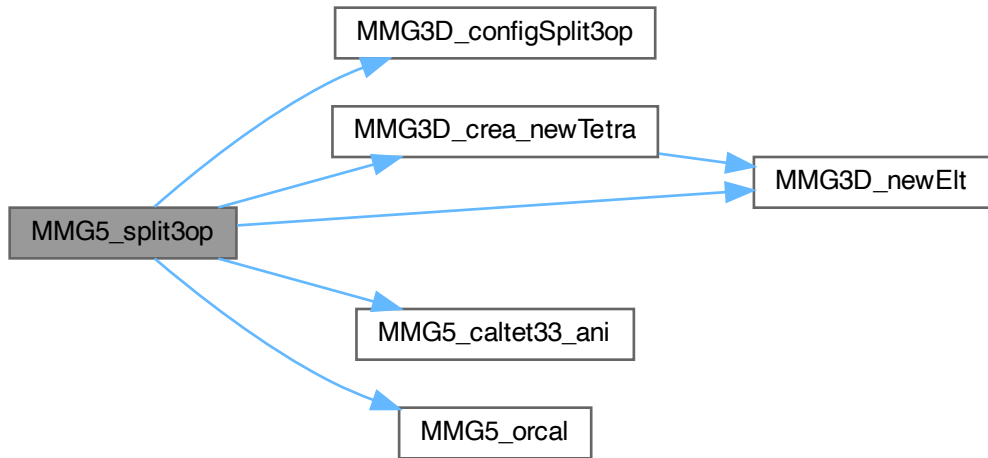 MMG3D_configSplit3op
MMG3D_crea_newTetra
MMG3D_newElt
MMG5_split3op
MMG5_caltet33_ani
MMG5_orcal